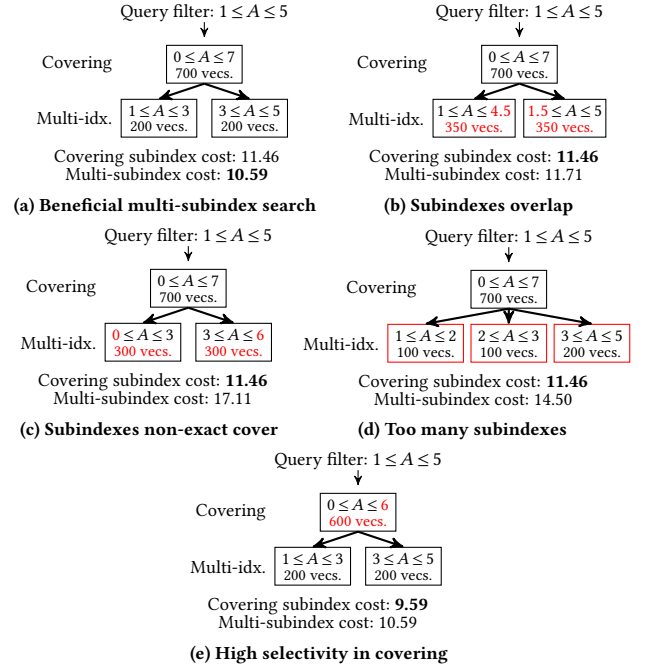 Query filter: 1 ≤ A ≤ 5
Covering
0 ≤ A ≤ 7
700 vecs.
Multi-idx.
1 ≤ A ≤ 3
200 vecs.
3 ≤ A ≤ 5
200 vecs.
Covering subindex cost: 11.46
Multi-subindex cost: 10.59
(a) Beneficial multi-subindex search
Query filter: 1 ≤ A ≤ 5
Covering
0 ≤ A ≤ 7
700 vecs.
Multi-idx.
1 ≤ A ≤ 4.5
350 vecs.
1.5 ≤ A ≤ 5
350 vecs.
Covering subindex cost: 11.46
Multi-subindex cost: 11.71
(b) Subindexes overlap
Query filter: 1 ≤ A ≤ 5
Covering
0 ≤ A ≤ 7
700 vecs.
Multi-idx.
0 ≤ A ≤ 3
300 vecs.
3 ≤ A ≤ 6
300 vecs.
Covering subindex cost: 11.46
Multi-subindex cost: 17.11
(c) Subindexes non-exact cover
Query filter: 1 ≤ A ≤ 5
Covering
0 ≤ A ≤ 7
700 vecs.
Multi-idx.
1 ≤ A ≤ 2
100 vecs.
2 ≤ A ≤ 3
100 vecs.
3 ≤ A ≤ 5
200 vecs.
Covering subindex cost: 11.46
Multi-subindex cost: 14.50
(d) Too many subindexes
Query filter: 1 ≤ A ≤ 5
Covering
0 ≤ A ≤ 6
600 vecs.
Multi-idx.
1 ≤ A ≤ 3
200 vecs.
3 ≤ A ≤ 5
200 vecs.
Covering subindex cost: 9.59
Multi-subindex cost: 10.59
(e) High selectivity in covering